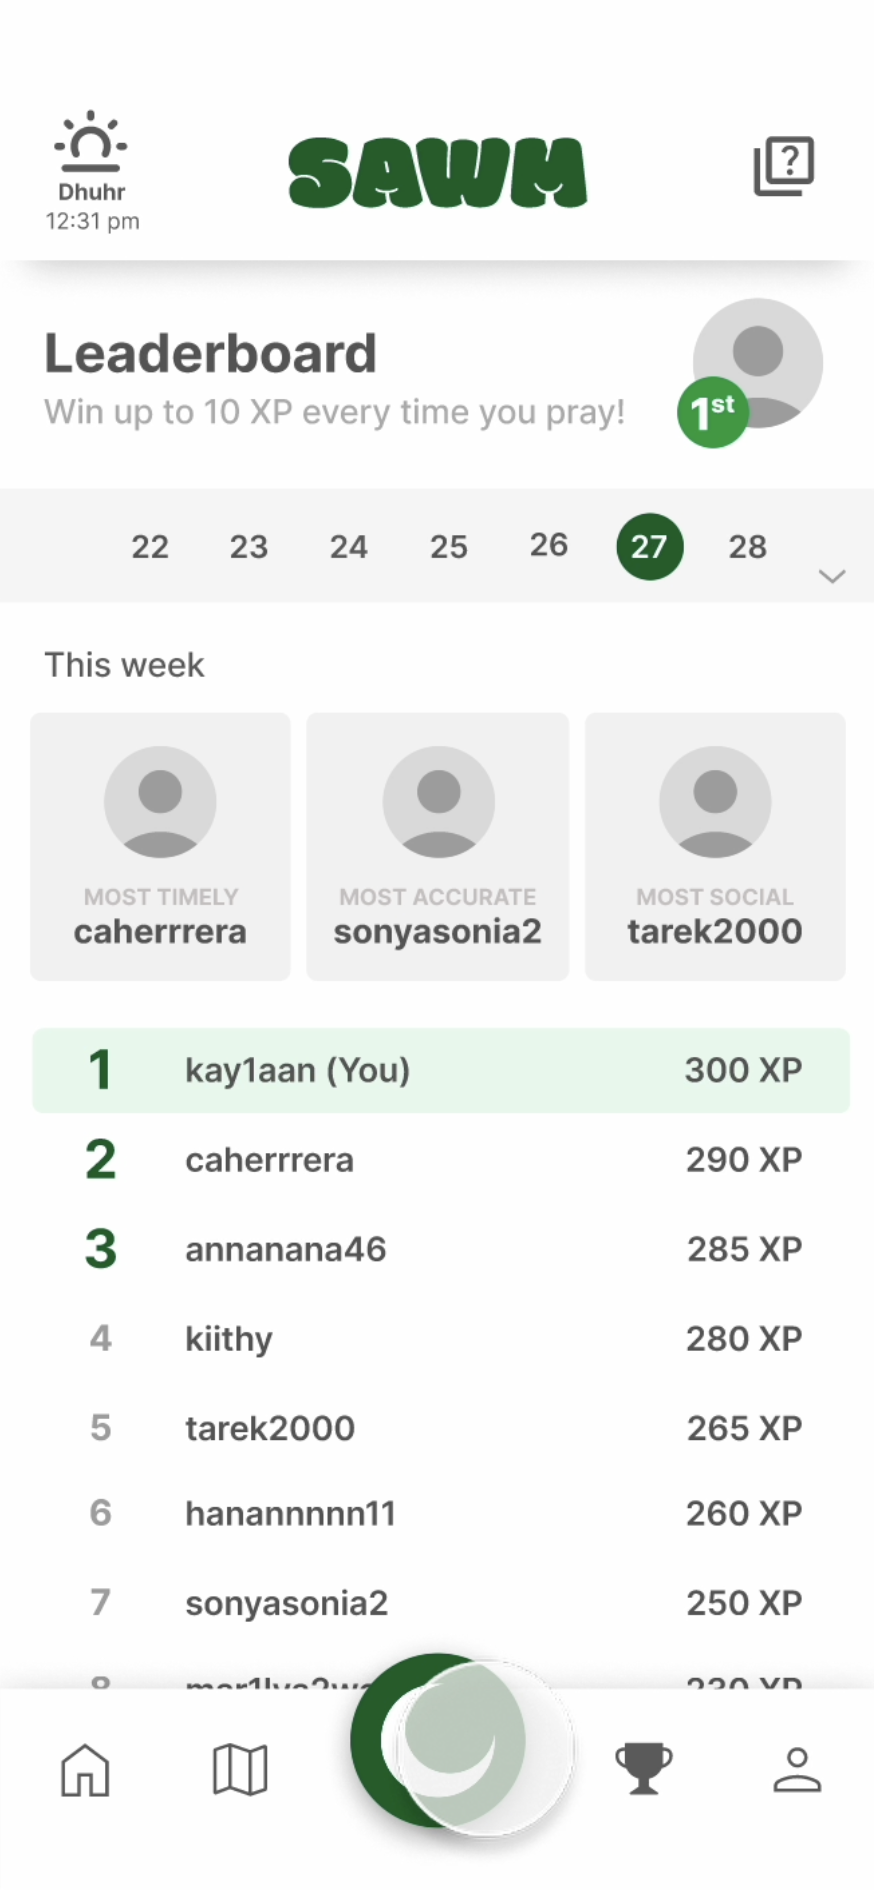 Dhuhr
12:31 pm
SAWM
?
Leaderboard
Win up to 10 XP every time you pray!
1st
22 23 24 25 26 27 28
This week
MOST TIMELY
caherrrera
MOST ACCURATE
sonyasonia2
MOST SOCIAL
tarek2000
1 kay1aan (You) 300 XP
2 caherrrera 290 XP
3 annanana46 285 XP
4 kiithy 280 XP
5 tarek2000 265 XP
6 hanannnnn11 260 XP
7 sonyasonia2 250 XP
8 230 XP